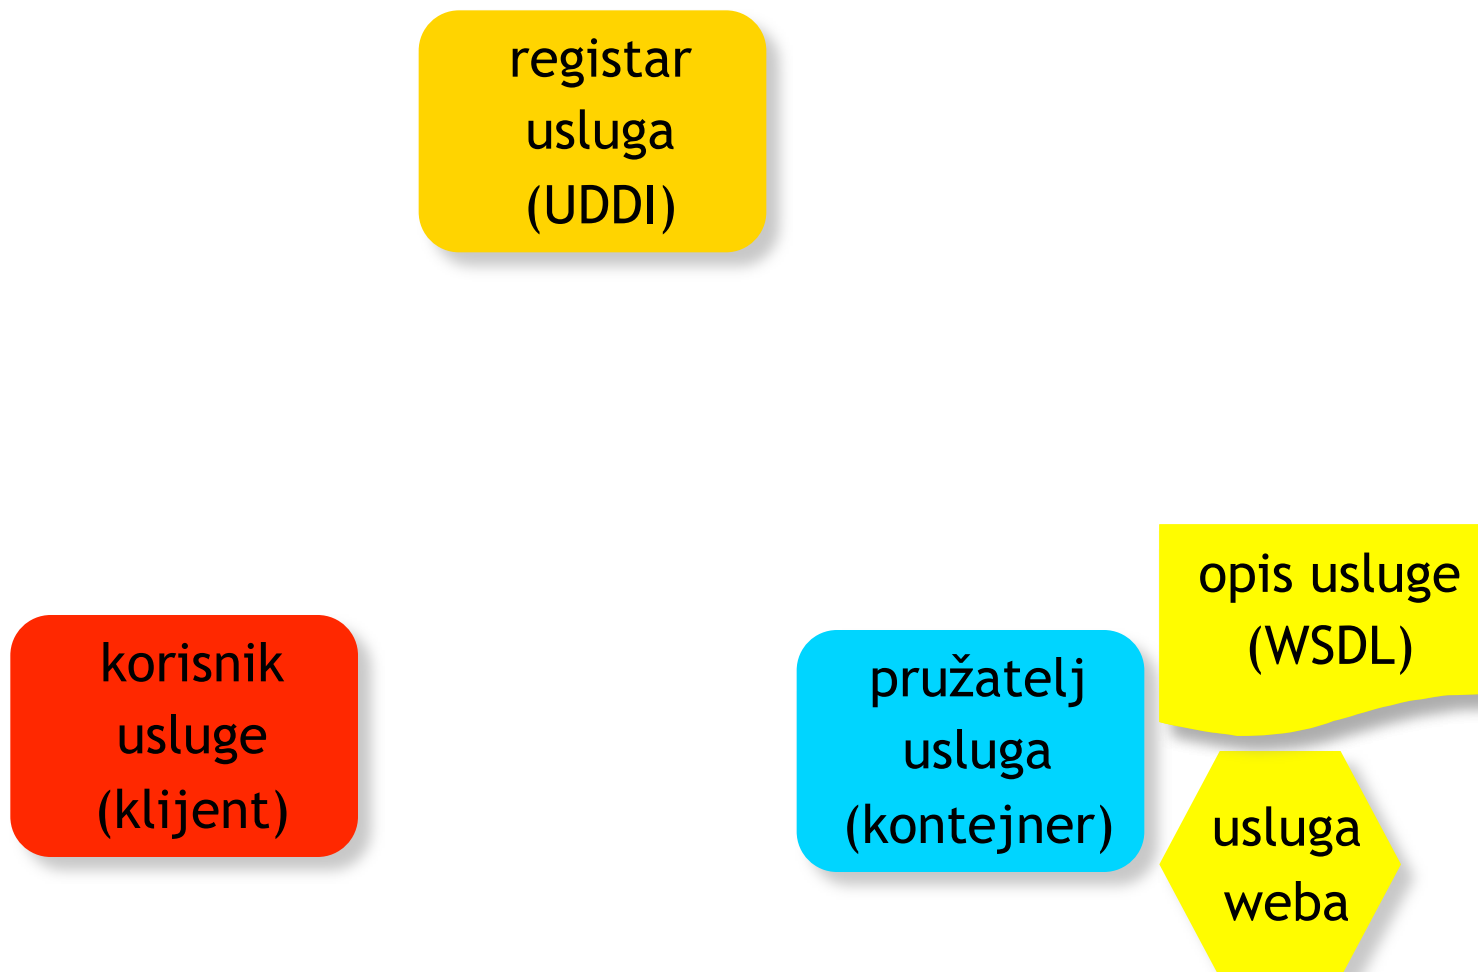 registar
usluga
(UDDI)
korisnik
usluge
(klijent)
pružatelj
usluga
(kontejner)
opis usluge
(WSDL)
usluga
weba